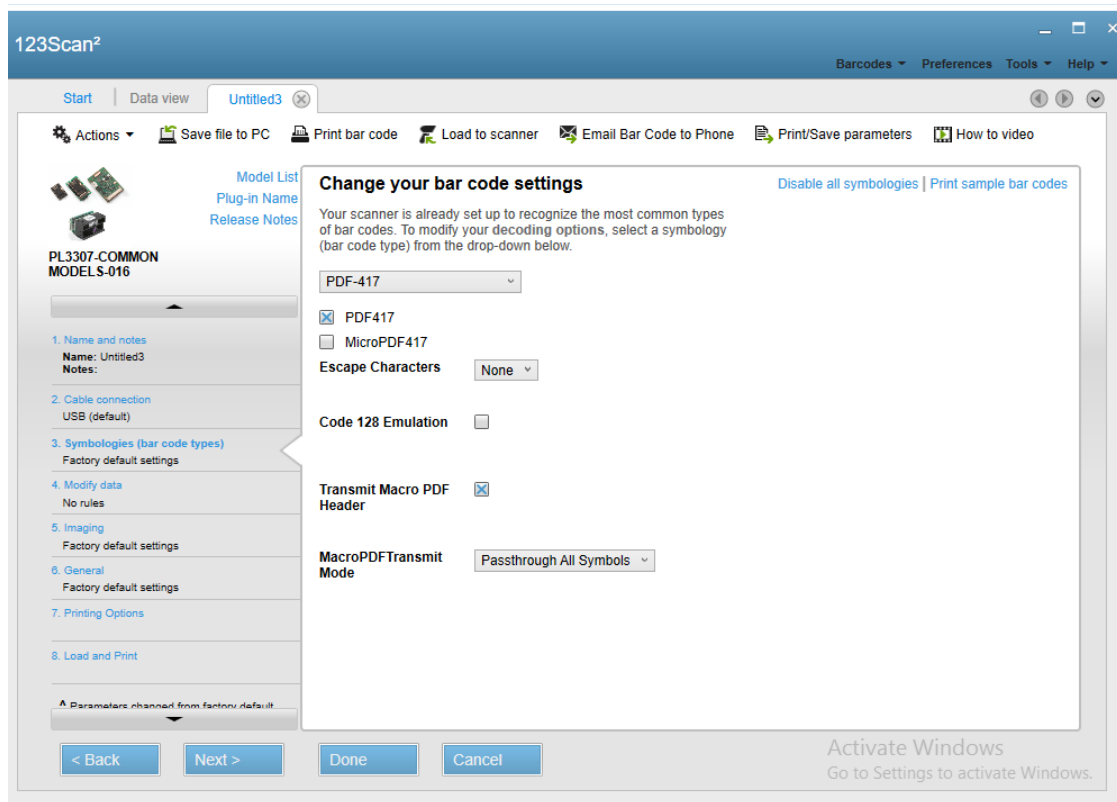 123Scan²
Barcodes Preferences Tools Help
Start Data view Untitled3
Actions Save file to PC Print bar code Load to scanner Email Bar Code to Phone Print/Save parameters How to video
Model List
Plug-in Name
Release Notes
PL3307-COMMON
MODELS-016
1. Name and notes
Name: Untitled3
Notes:
2. Cable connection
USB (default)
3. Symbologies (bar code types)
Factory default settings
4. Modify data
No rules
5. Imaging
Factory default settings
6. General
Factory default settings
7. Printing Options
8. Load and Print
^ Parameters changed from factory default
Change your bar code settings
Disable all symbologies | Print sample bar codes
Your scanner is already set up to recognize the most common types
of bar codes. To modify your decoding options, select a symbology
(bar code type) from the drop-down below.
PDF-417
PDF417
MicroPDF417
Escape Characters None
Code 128 Emulation
Transmit Macro PDF
Header
MacroPDFTransmit
Mode
Passthrough All Symbols
< Back Next > Done Cancel
Activate Windows
Go to Settings to activate Windows.